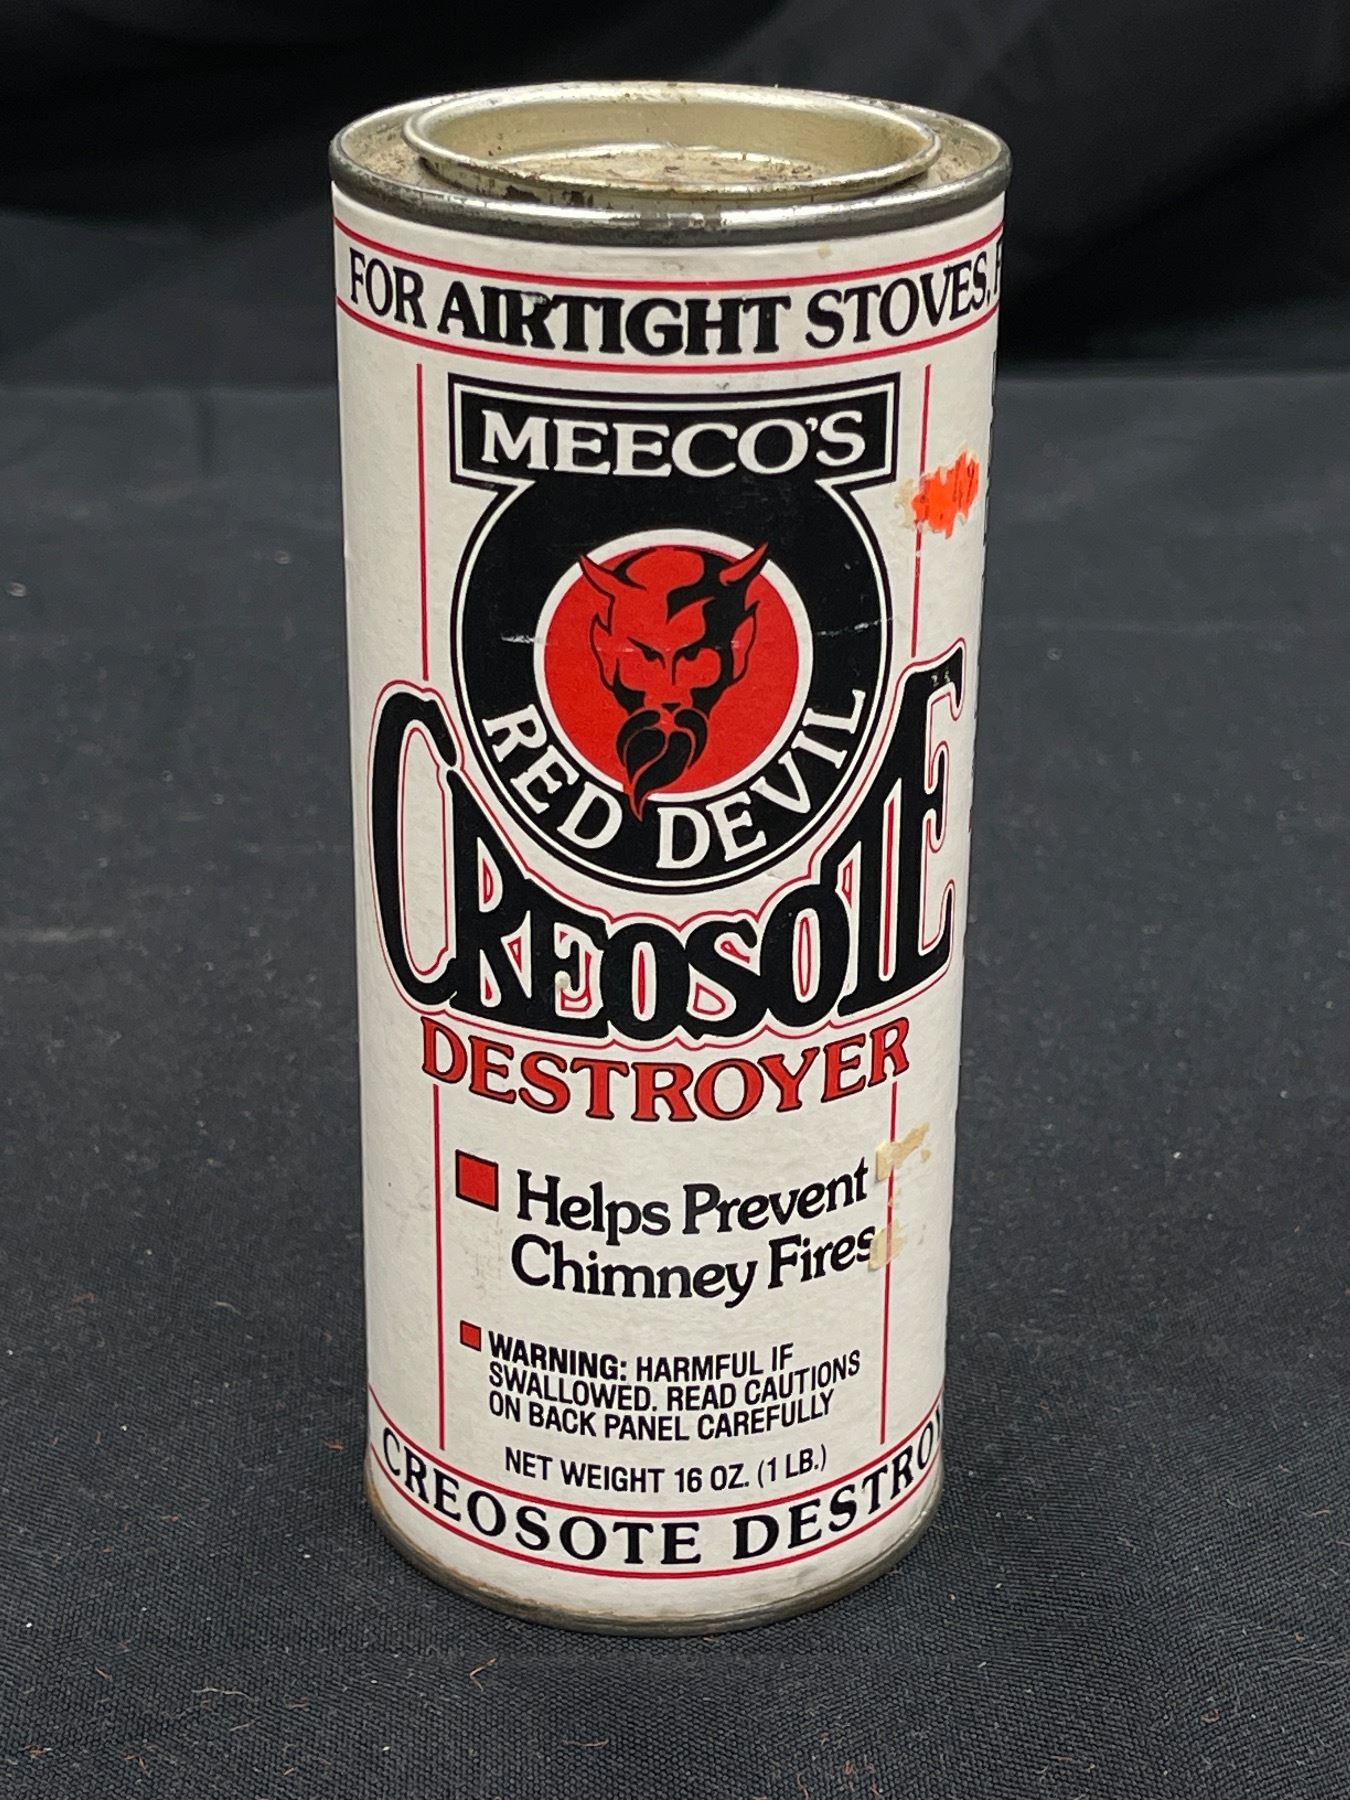 FOR AIRTIGHT STOVES,
MEECO'S
RED DEVIL
CREOSOTE
DESTROYER
Helps Prevent
Chimney Fires
WARNING: HARMFUL IF
SWALLOWED. READ CAUTIONS
ON BACK PANEL CAREFULLY
NET WEIGHT 16 OZ. (1 LB.)
CREOSOTE DESTROY